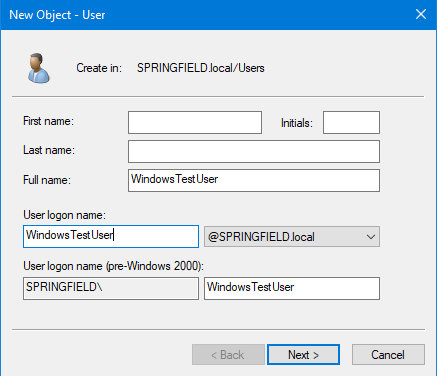 New Object - User
Create in: SPRINGFIELD.local/Users
First name: Initials:
Last name:
Full name: WindowsTestUser
User logon name:
WindowsTestUser @SPRINGFIELD.local
User logon name (pre-Windows 2000):
SPRINGFIELD\ WindowsTestUser
< Back Next > Cancel